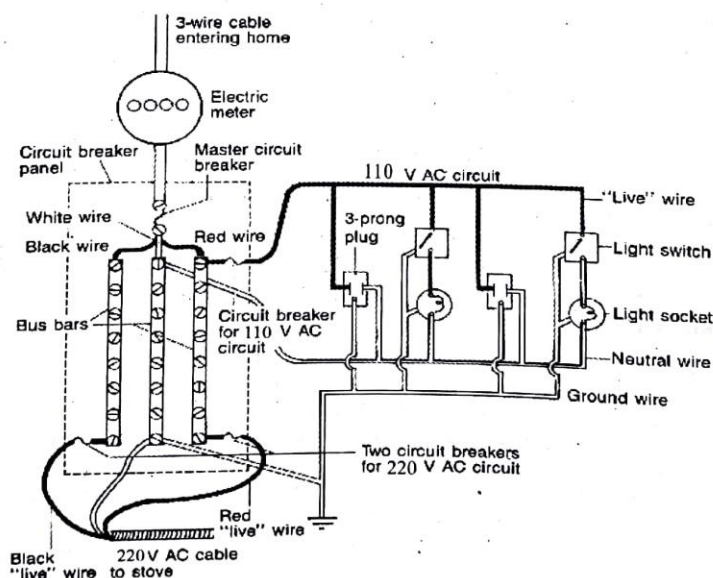 3-wire cable
entering home
Electric
meter
Circuit breaker
panel
Master circuit
breaker
110 V AC circuit
"Live" wire
White wire
3-prong
plug
Black wire
Red wire
Light switch
Circuit breaker
for 110 V AC
circuit
Bus bars
Light socket
Neutral wire
Ground wire
Two circuit breakers
for 220 V AC circuit
Red
"live" wire
Black
"live" wire
220V AC cable
to stove